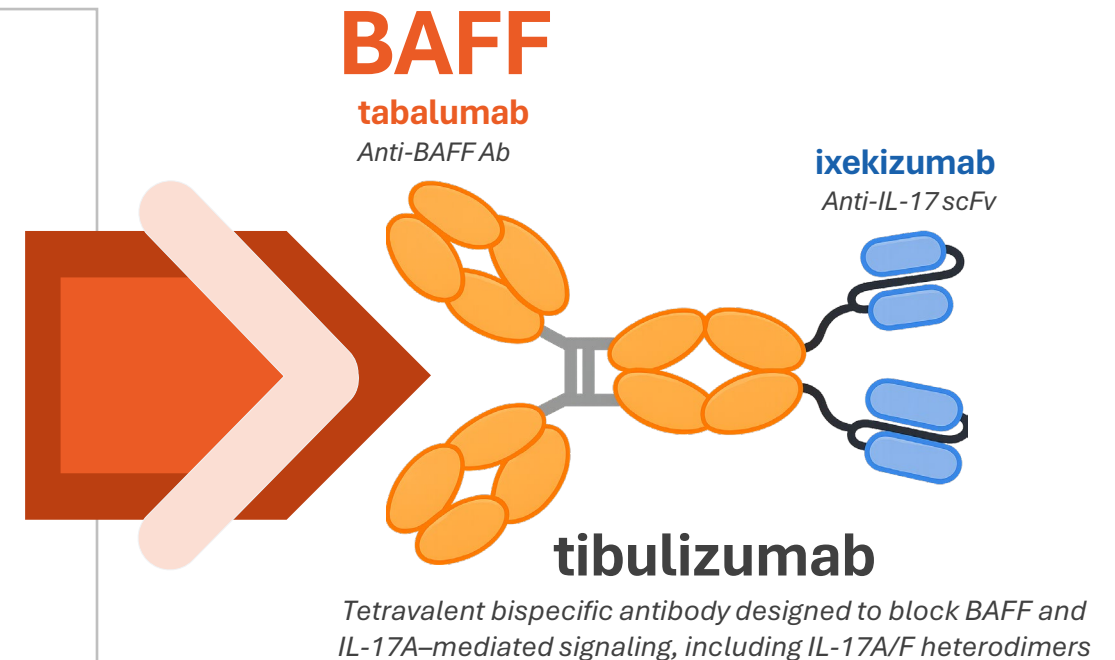 BAFF
tabalumab
Anti-BAFF Ab
ixekizumab
Anti-IL-17 scFv
tibulizumab
Tetravalent bispecific antibody designed to block BAFF and
IL-17A–mediated signaling, including IL-17A/F heterodimers